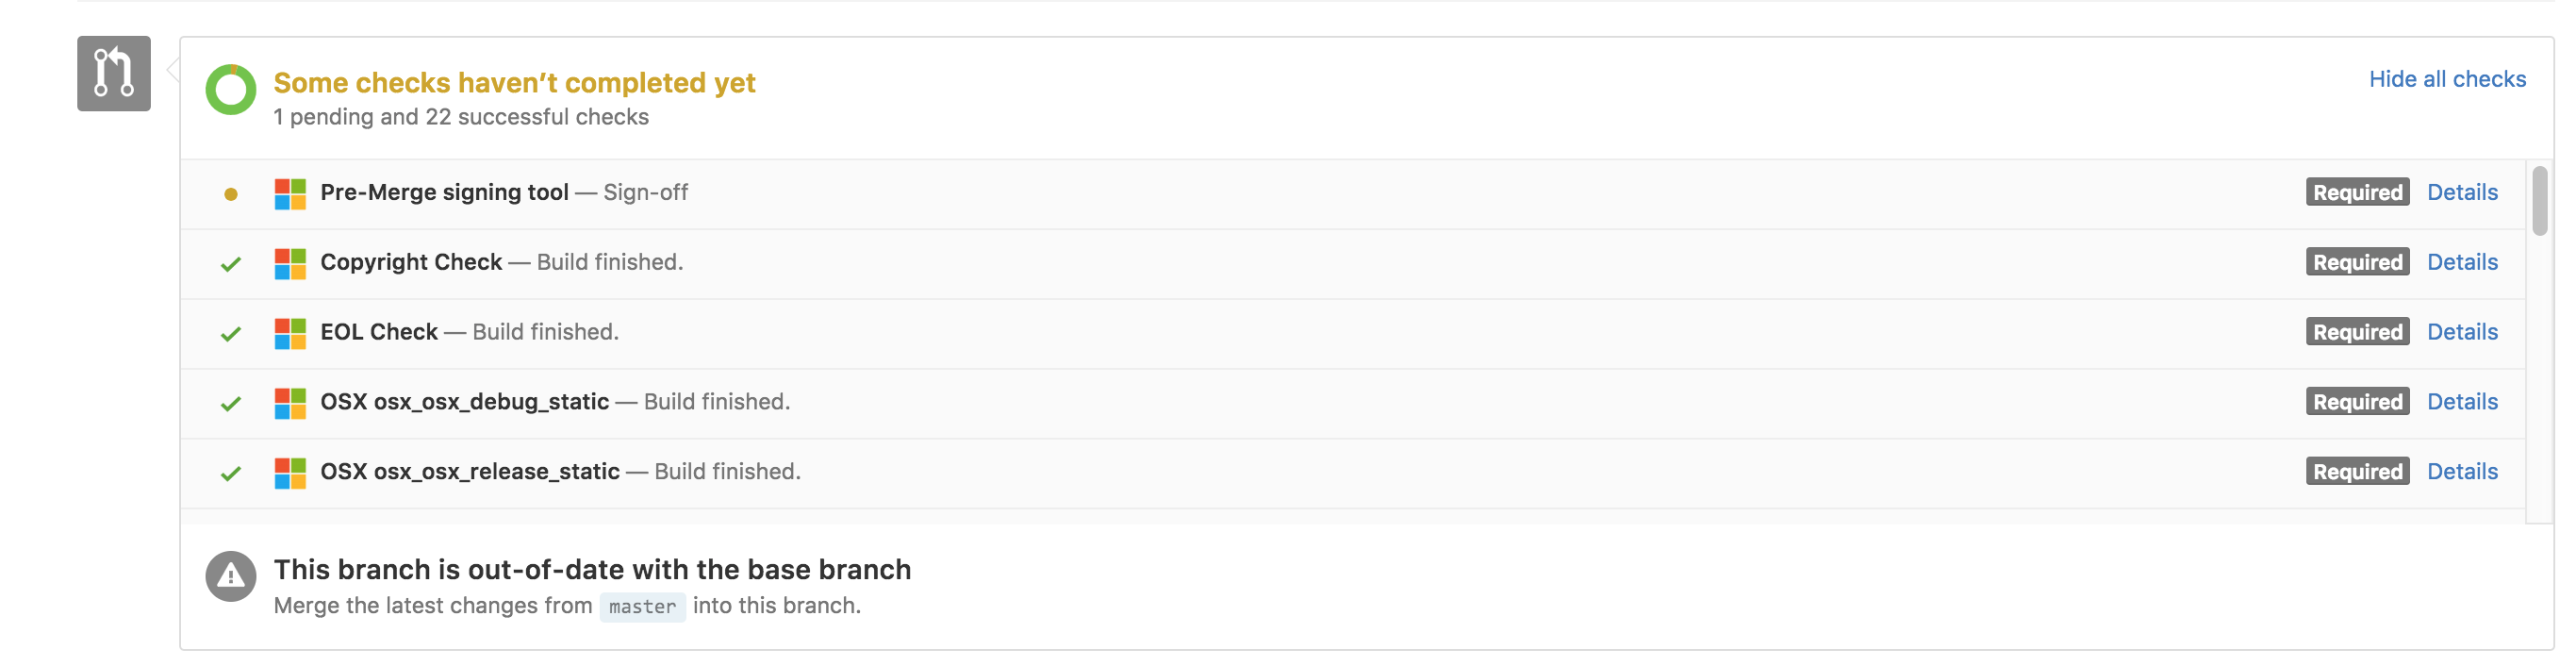 Some checks haven’t completed yet
Hide all checks
1 pending and 22 successful checks
Pre-Merge signing tool — Sign-off Required Details
Copyright Check — Build finished. Required Details
EOL Check — Build finished. Required Details
OSX osx_osx_debug_static — Build finished. Required Details
OSX osx_osx_release_static — Build finished. Required Details
This branch is out-of-date with the base branch
Merge the latest changes from master into this branch.